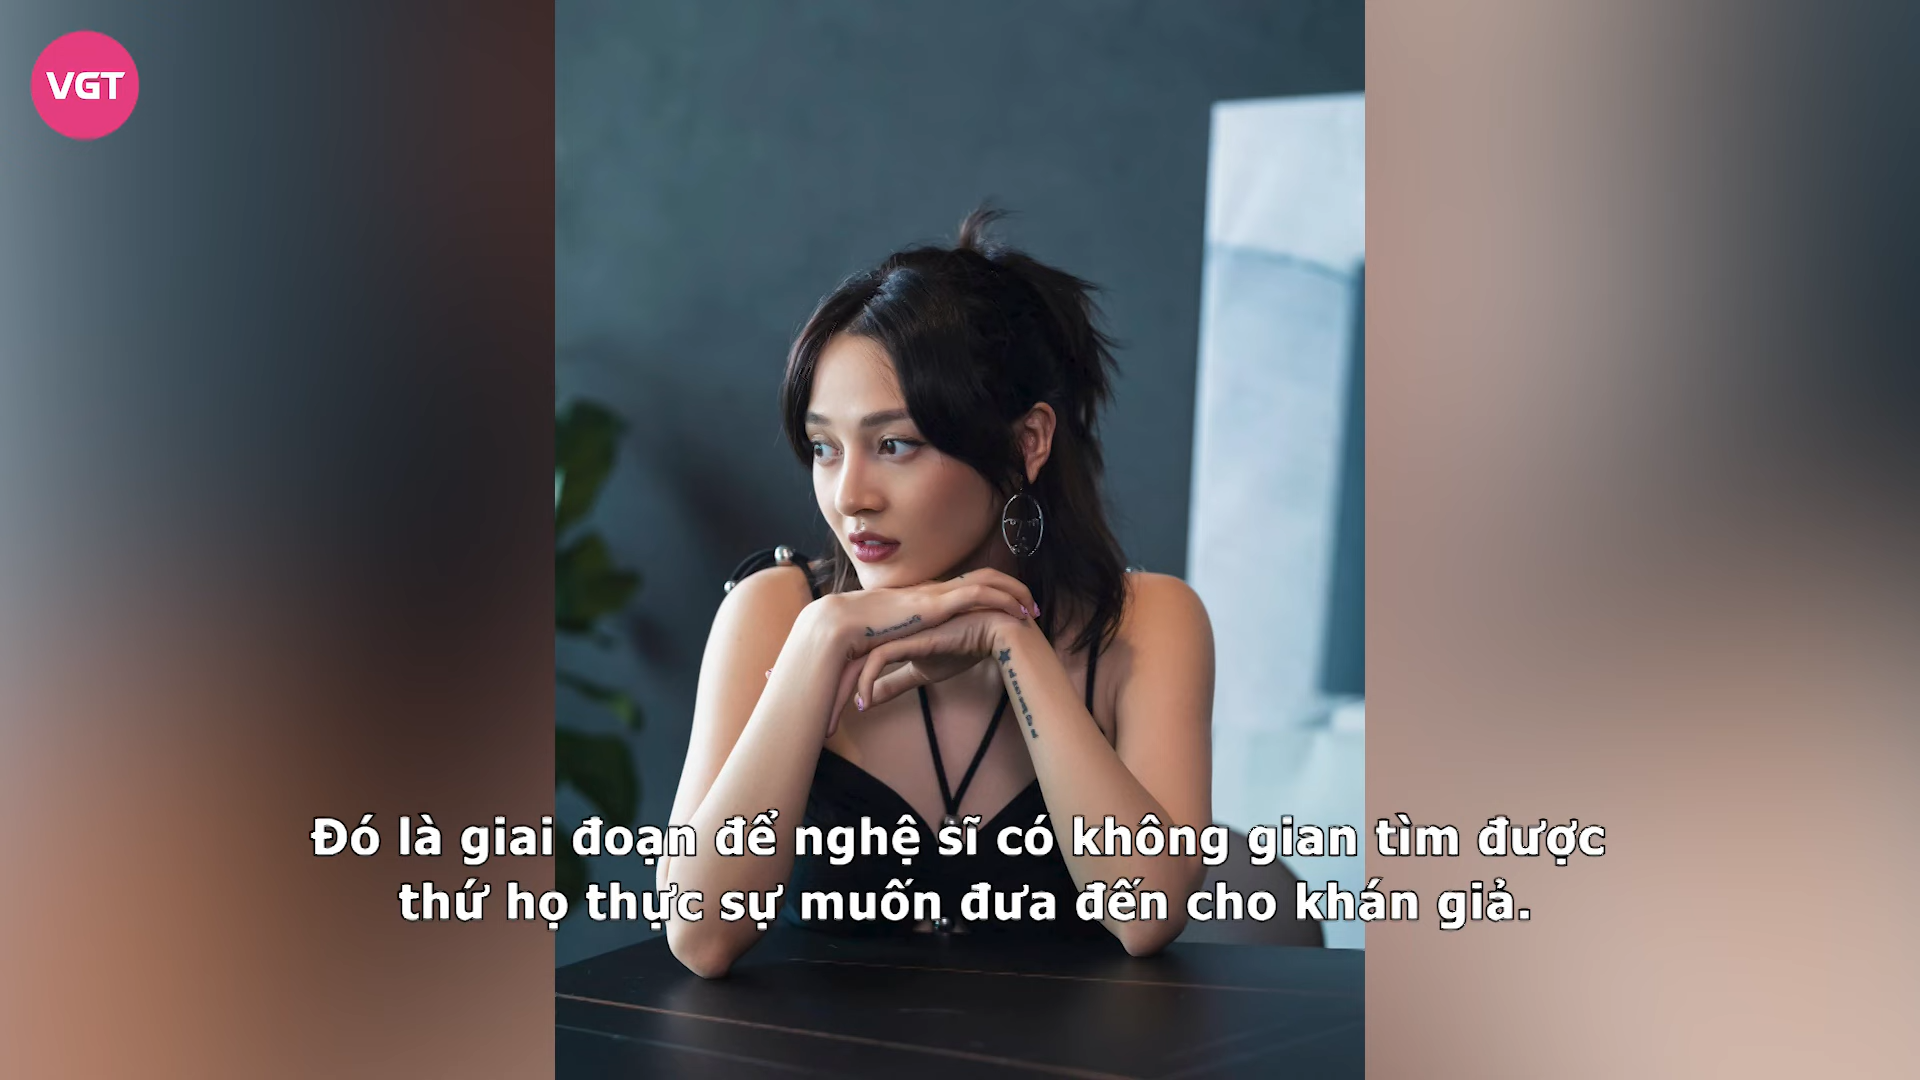 VGT
Đó là giai đoạn để nghệ sĩ có không gian tìm được
thứ họ thực sự muốn đưa đến cho khán giả.